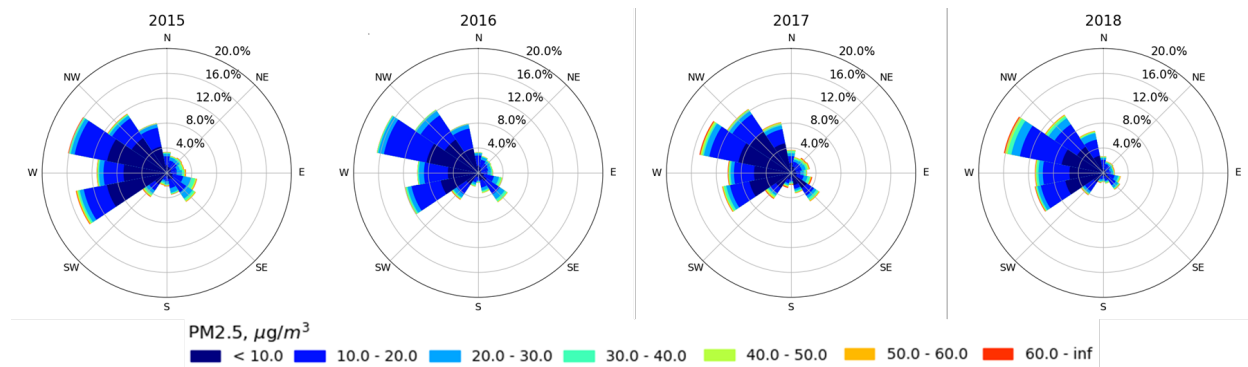 2015 2016 2017 2018
N N N N
20.0% 20.0% 20.0% 20.0%
NW NE NW NE NW NE NW NE
16.0% 16.0% 16.0% 16.0%
12.0% 12.0% 12.0% 12.0%
8.0% 8.0% 8.0% 8.0%
4.0% 4.0% 4.0% 4.0%
W E W E W E W E
SW SE SW SE SW SE SW SE
S S S S
PM2.5, μg/m³
< 10.0 10.0 - 20.0 20.0 - 30.0 30.0 - 40.0 40.0 - 50.0 50.0 - 60.0 60.0 - inf